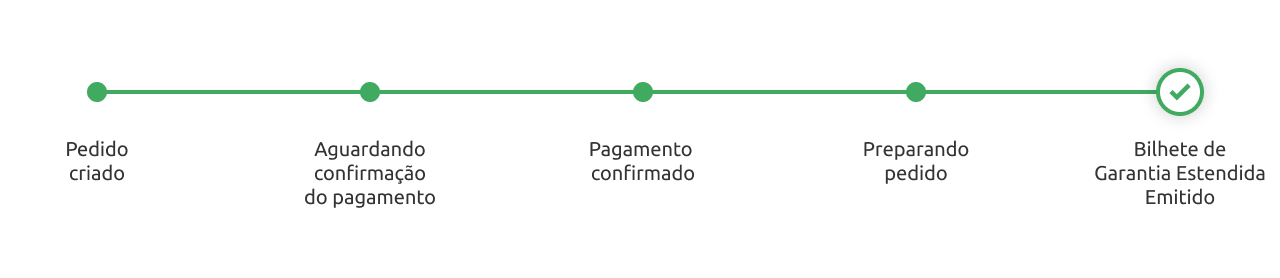 Pedido
criado
Aguardando
confirmação
do pagamento
Pagamento
confirmado
Preparando
pedido
Bilhete de
Garantia Estendida
Emitido